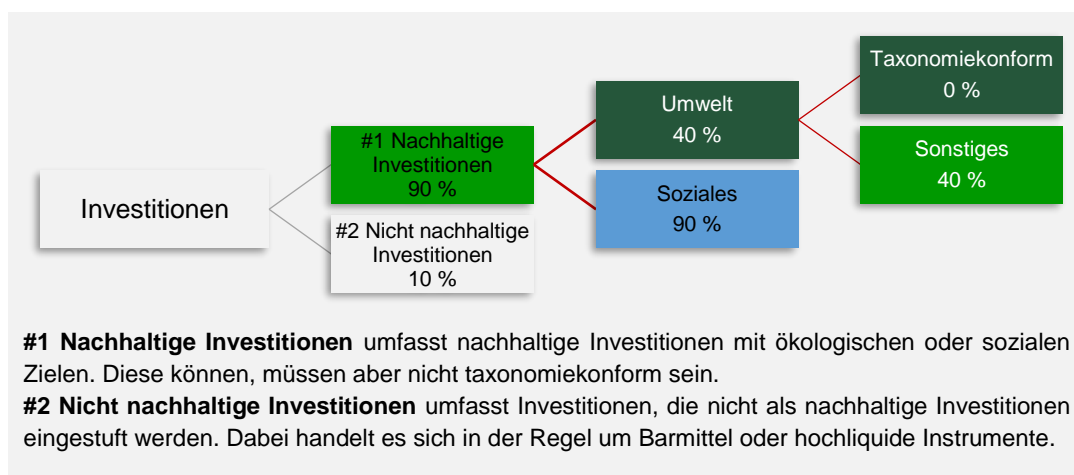 Investitionen
#1 Nachhaltige
Investitionen
90 %
#2 Nicht nachhaltige
Investitionen
10 %
Umwelt
40 %
Soziales
90 %
Taxonomiekonform
0 %
Sonstiges
40 %
#1 Nachhaltige Investitionen umfasst nachhaltige Investitionen mit ökologischen oder sozialen
Zielen. Diese können, müssen aber nicht taxonomiekonform sein.
#2 Nicht nachhaltige Investitionen umfasst Investitionen, die nicht als nachhaltige Investitionen
eingestuft werden. Dabei handelt es sich in der Regel um Barmittel oder hochliquide Instrumente.